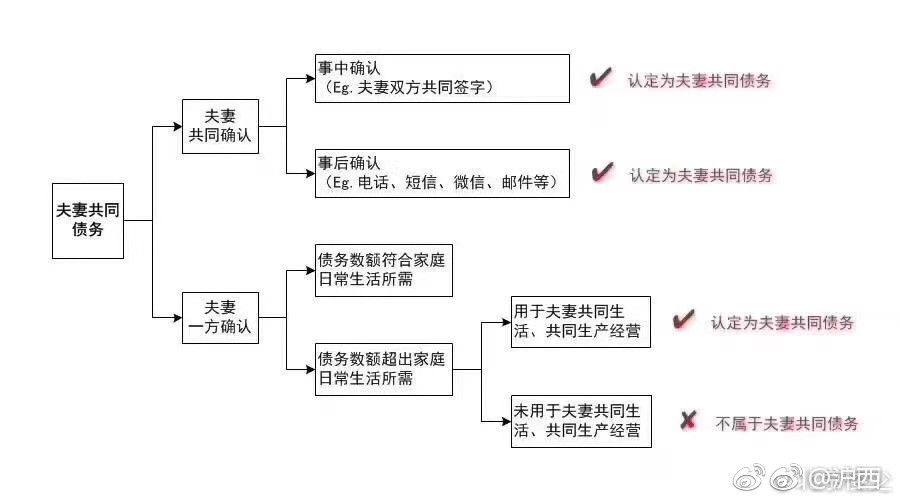 夫妻共同
债务
夫妻
共同确认
事中确认
（Eg. 夫妻双方共同签字）
认定为夫妻共同债务
事后确认
（Eg. 电话、短信、微信、邮件等）
认定为夫妻共同债务
夫妻
一方确认
债务数额符合家庭
日常生活所需
债务数额超出家庭
日常生活所需
用于夫妻共同生
活、共同生产经营
认定为夫妻共同债务
未用于夫妻共同生
活、共同生产经营
不属于夫妻共同债务